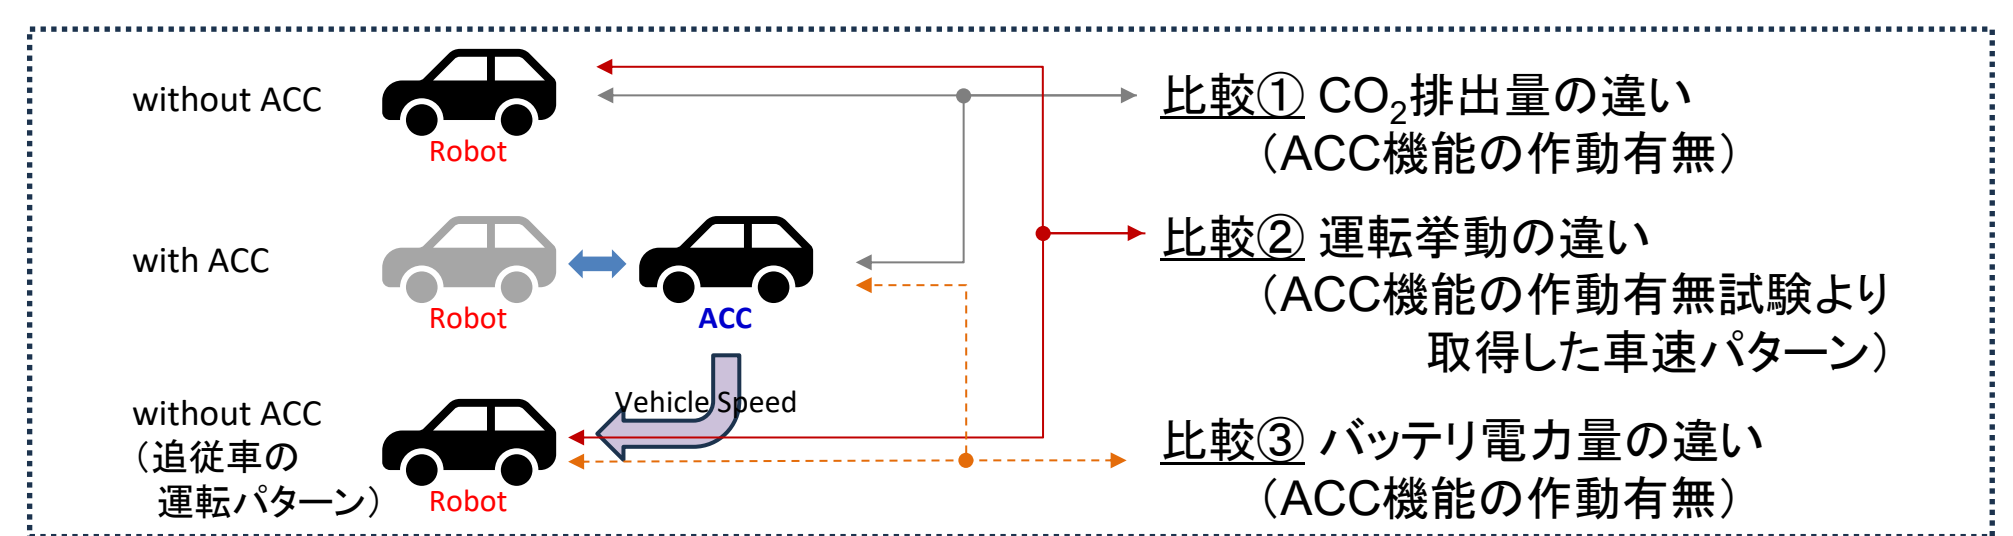 without ACC
Robot
比較① CO₂排出量の違い
（ACC機能の作動有無）
with ACC
Robot
ACC
比較② 運転挙動の違い
（ACC機能の作動有無試験より
取得した車速パターン）
Vehicle Speed
without ACC
（追従車の
運転パターン）
Robot
比較③ バッテリ電力量の違い
（ACC機能の作動有無）